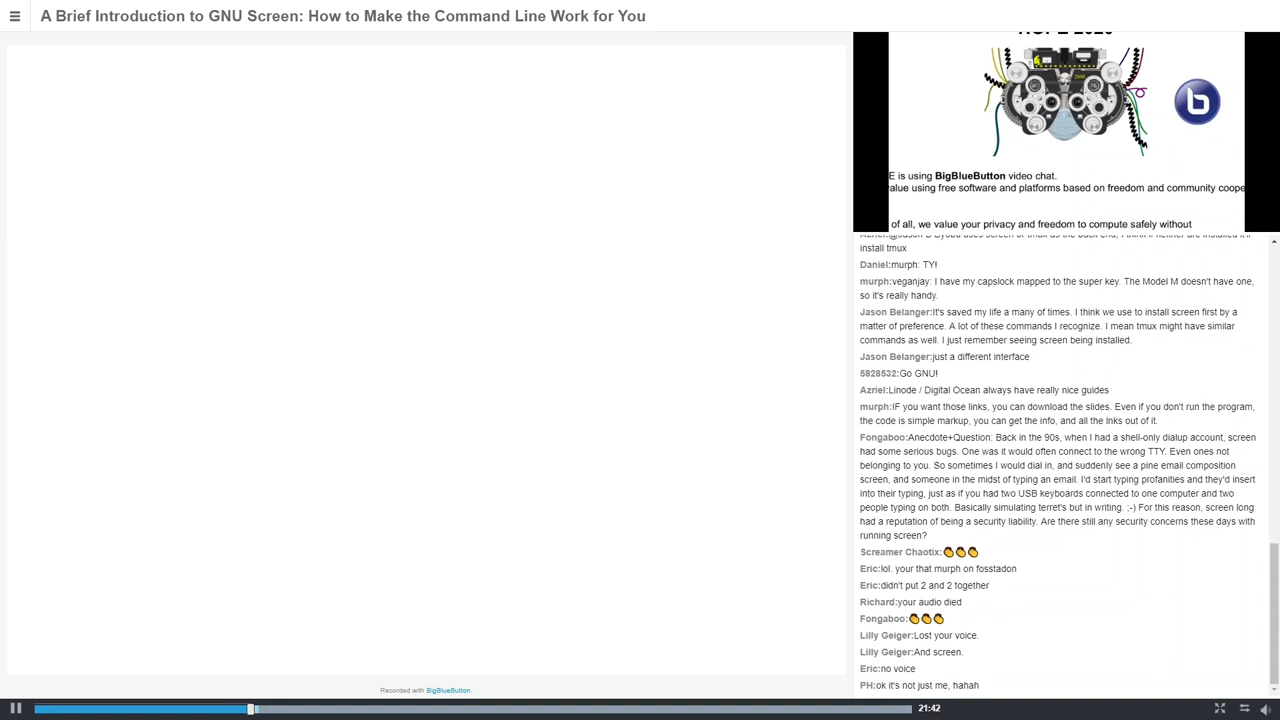 A Brief Introduction to GNU Screen: How to Make the Command Line Work for You
E is using BigBlueButton video chat.
alue using free software and platforms based on freedom and community coope
of all, we value your privacy and freedom to compute safely without
install tmux
Daniel:murph: TY!
murph:veganjay: I have my capslock mapped to the super key. The Model M doesn't have one,
so it's really handy.
Jason Belanger:It's saved my life a many of times. I think we use to install screen first by a
matter of preference. A lot of these commands I recognize. I mean tmux might have similar
commands as well. I just remember seeing screen being installed.
Jason Belanger:just a different interface
5828532:Go GNU!
Azriel:Linode / Digital Ocean always have really nice guides
murph:IF you want those links, you can download the slides. Even if you don't run the program,
the code is simple markup, you can get the info, and all the lnks out of it.
Fongaboo:Anecdote+Question: Back in the 90s, when I had a shell-only dialup account, screen
had some serious bugs. One was it would often connect to the wrong TTY. Even ones not
belonging to you. So sometimes I would dial in, and suddenly see a pine email composition
screen, and someone in the midst of typing an email. I'd start typing profanities and they'd insert
into their typing, just as if you had two USB keyboards connected to one computer and two
people typing on both. Basically simulating terret's but in writing. ;-) For this reason, screen long
had a reputation of being a security liability. Are there still any security concerns these days with
running screen?
Screamer Chaotix:👏👏👏
Eric:lol. your that murph on fosstadon
Eric:didn't put 2 and 2 together
Richard:your audio died
Fongaboo:👏👏👏
Lilly Geiger:Lost your voice.
Lilly Geiger:And screen.
Eric:no voice
PH:ok it's not just me, hahah
Recorded with BigBlueButton.
21:42